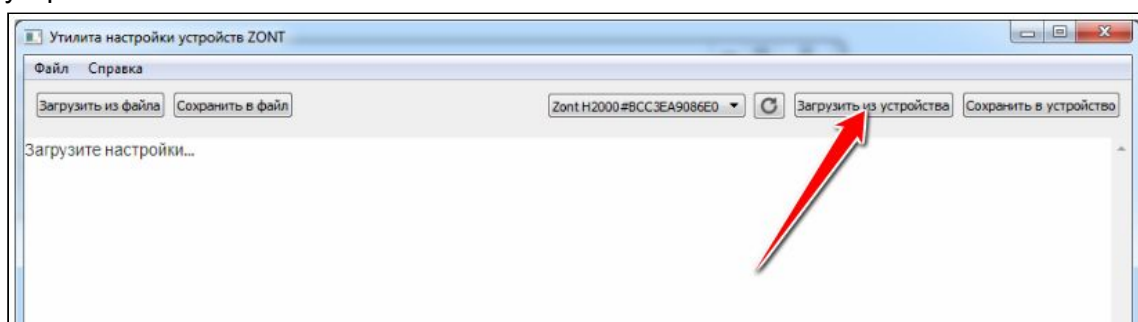 Утилита настройки устройств ZONT
Файл Справка
Загрузить из файла Сохранить в файл Zont H2000#BCC3EA9086E0 Загрузить из устройства Сохранить в устройство
Загрузите настройки...